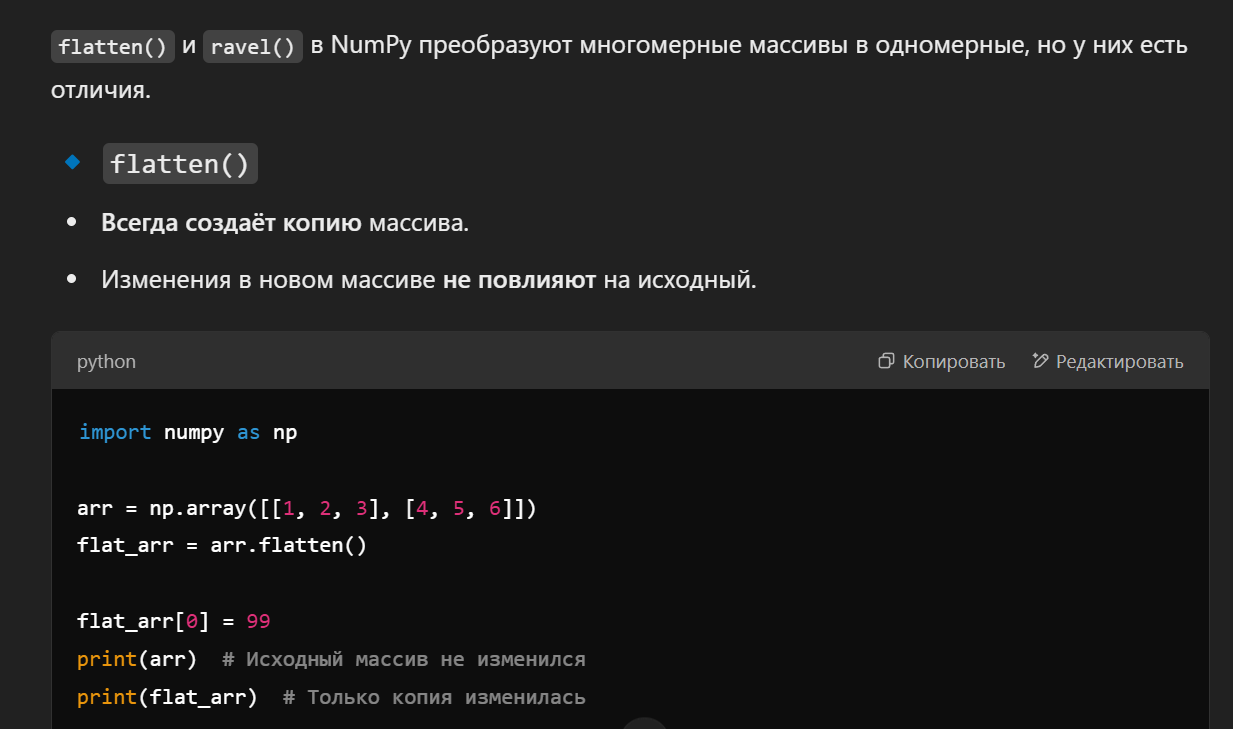 flatten() и ravel() в NumPy преобразуют многомерные массивы в одномерные, но у них есть
отличия.
flatten()
Всегда создаёт копию массива.
Изменения в новом массиве не повлияют на исходный.
python
Копировать
Редактировать
import numpy as np
arr = np.array([[1, 2, 3], [4, 5, 6]])
flat_arr = arr.flatten()
flat_arr[0] = 99
print(arr)  # Исходный массив не изменился
print(flat_arr)  # Только копия изменилась